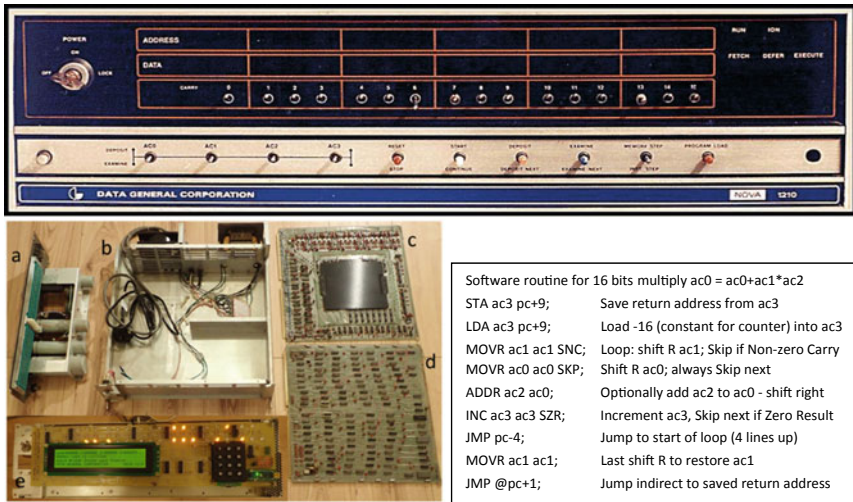 POWER
ON
OFF
LOCK
ADDRESS
DATA
CARRY 0 1 2 3 4 5 6 7 8 9 10 11 12 13 14 15
RUN ION
FETCH DEFER EXECUTE
DEPOSIT
EXAMINE
AC0 AC1 AC2 AC3
RESET START DEPOSIT EXAMINE MEMORY STEP PROGRAM LOAD
STOP CONTINUE DEPOSIT NEXT EXAMINE NEXT INST. STEP
DATA GENERAL CORPORATION
NOVA 1210
a
b
c
d
e
Software routine for 16 bits multiply ac0 = ac0+ac1*ac2
STA ac3 pc+9; Save return address from ac3
LDA ac3 pc+9; Load -16 (constant for counter) into ac3
MOVR ac1 ac1 SNC; Loop: shift R ac1; Skip if Non-zero Carry
MOVR ac0 ac0 SKP; Shift R ac0; always Skip next
ADDR ac2 ac0; Optionally add ac2 to ac0 - shift right
INC ac3 ac3 SZR; Increment ac3, Skip next if Zero Result
JMP pc-4; Jump to start of loop (4 lines up)
MOVR ac1 ac1; Last shift R to restore ac1
JMP @pc+1; Jump indirect to saved return address